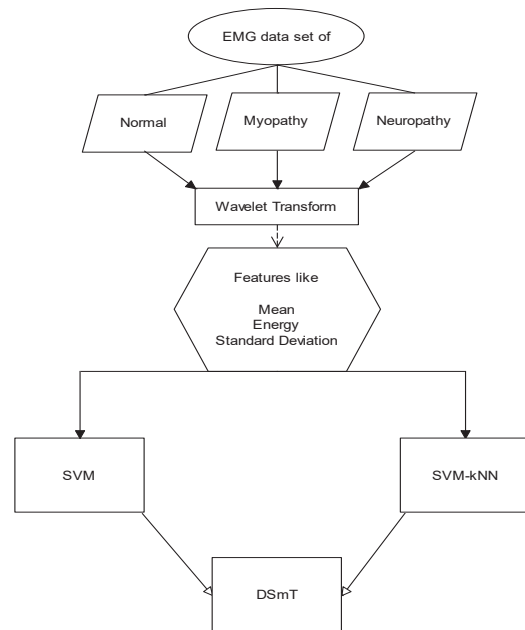 EMG data set of
Normal
Myopathy
Neuropathy
Wavelet Transform
Features like
Mean
Energy
Standard Deviation
SVM
SVM-kNN
DSmT